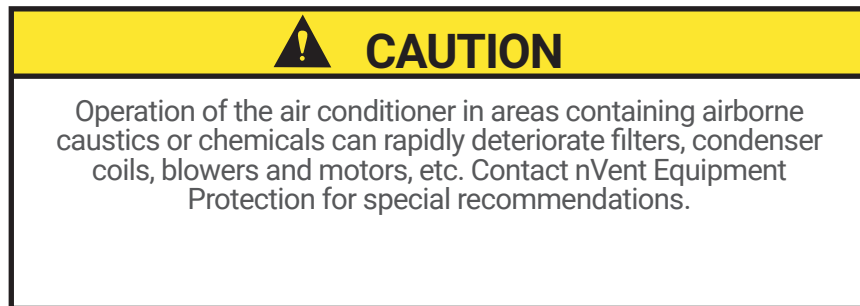 CAUTION
Operation of the air conditioner in areas containing airborne
caustics or chemicals can rapidly deteriorate filters, condenser
coils, blowers and motors, etc. Contact nVent Equipment
Protection for special recommendations.